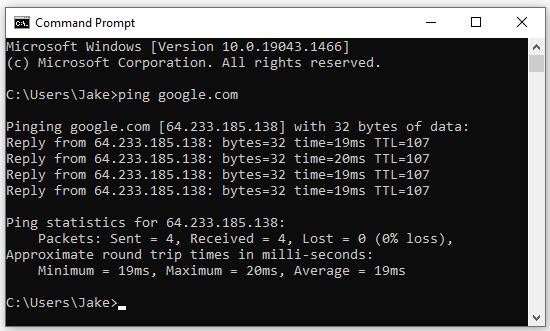 Command Prompt
Microsoft Windows [Version 10.0.19043.1466]
(c) Microsoft Corporation. All rights reserved.
C:\Users\Jake>ping google.com
Pinging google.com [64.233.185.138] with 32 bytes of data:
Reply from 64.233.185.138: bytes=32 time=19ms TTL=107
Reply from 64.233.185.138: bytes=32 time=20ms TTL=107
Reply from 64.233.185.138: bytes=32 time=19ms TTL=107
Reply from 64.233.185.138: bytes=32 time=19ms TTL=107
Ping statistics for 64.233.185.138:
    Packets: Sent = 4, Received = 4, Lost = 0 (0% loss),
Approximate round trip times in milli-seconds:
    Minimum = 19ms, Maximum = 20ms, Average = 19ms
C:\Users\Jake>